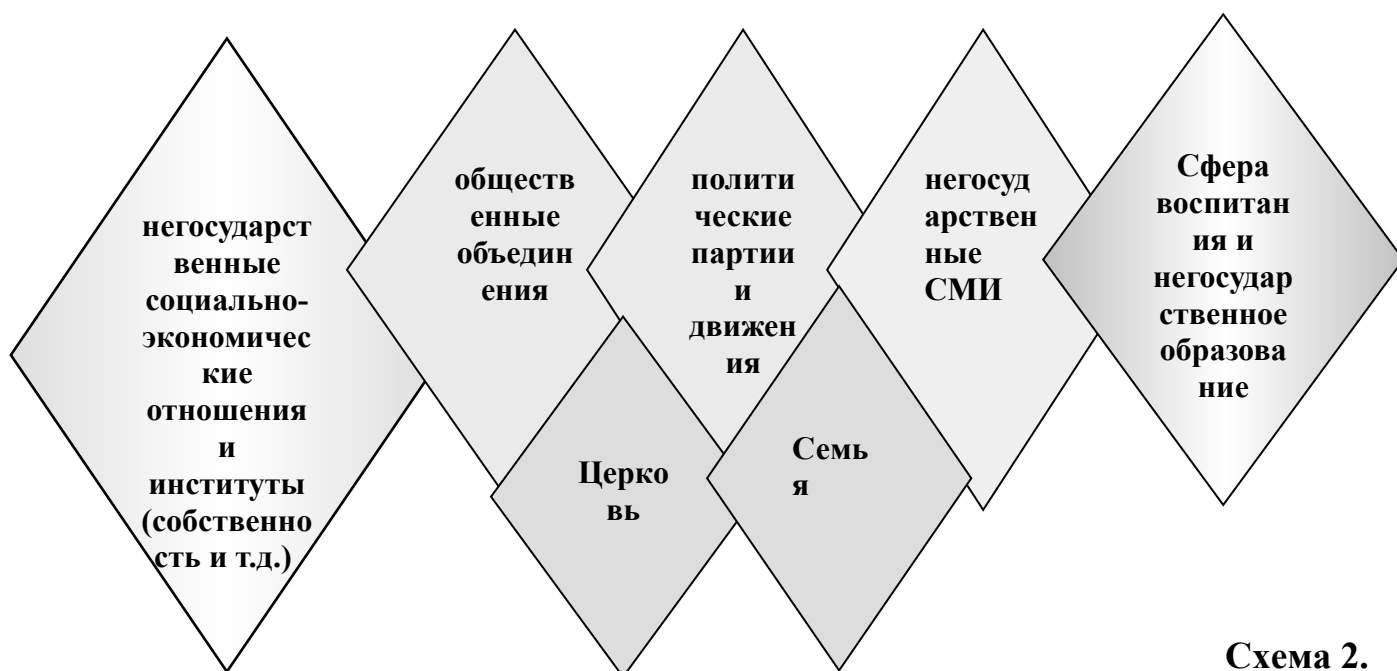 негосударст
венные
социально-
экономичес
кие
отношения
и
институты
(собственно
сть и т.д.)
обществ
енные
объедин
ения
полити
ческие
партии
и
движен
ия
негосуд
арствен
ные
СМИ
Сфера
воспитан
ия и
негосудар
ственное
образова
ние
Церко
вь
Семь
я
Схема 2.